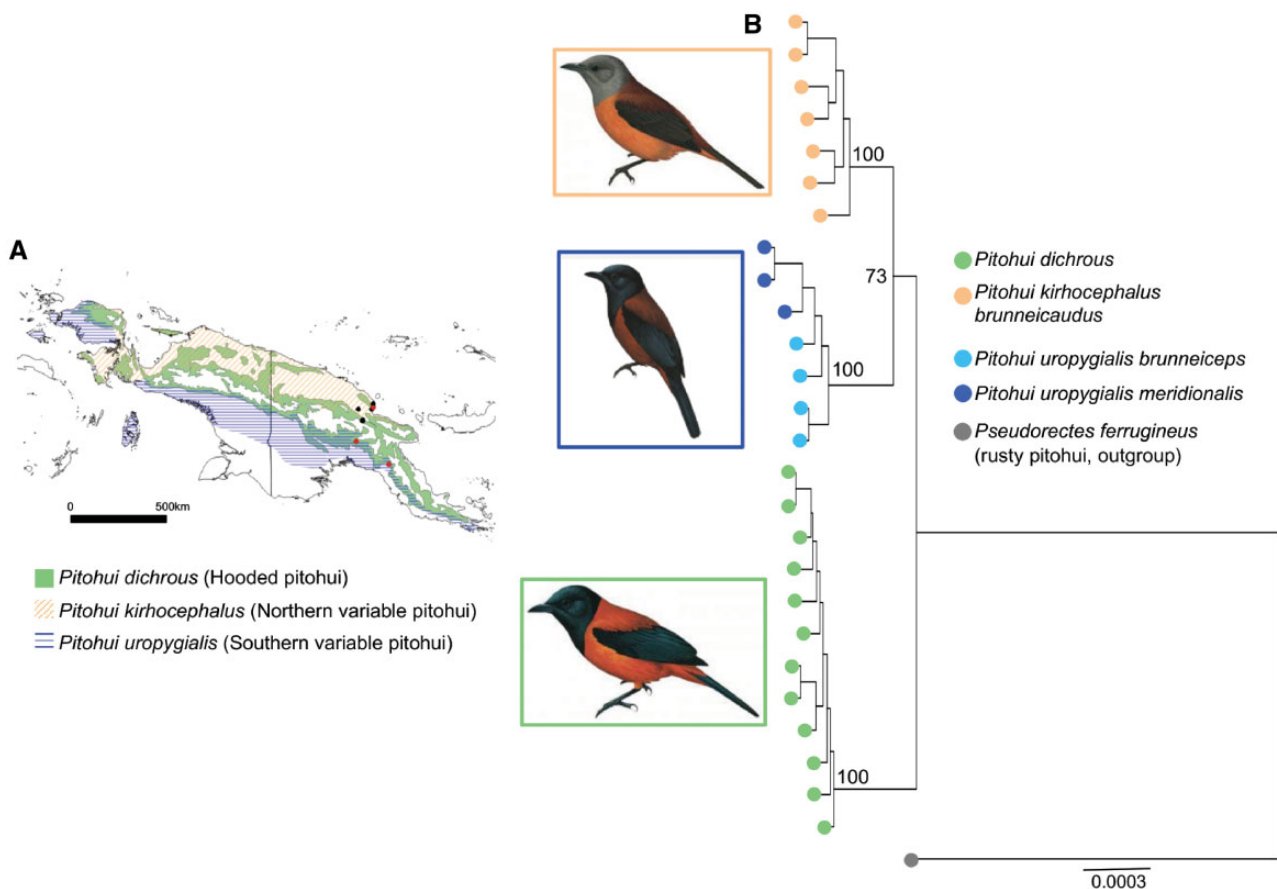 A
0 500km
Pitohui dichrous (Hooded pitohui)
Pitohui kirhocephalus (Northern variable pitohui)
Pitohui uropygialis (Southern variable pitohui)
B
100
73
100
100
Pitohui dichrous
Pitohui kirhocephalus
brunneicaudus
Pitohui uropygialis brunneiceps
Pitohui uropygialis meridionalis
Pseudorectes ferrugineus
(rusty pitohui, outgroup)
0.0003